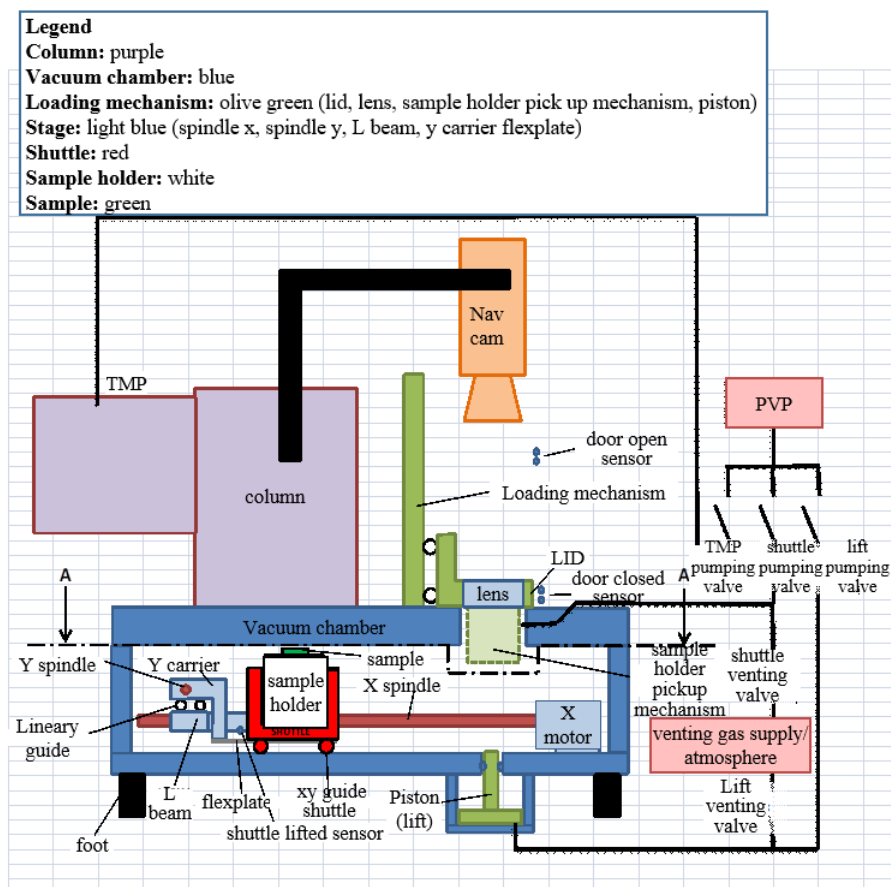 Legend
Column: purple
Vacuum chamber: blue
Loading mechanism: olive green (lid, lens, sample holder pick up mechanism, piston)
Stage: light blue (spindle x, spindle y, L beam, y carrier flexplate)
Shuttle: red
Sample holder: white
Sample: green
Nav
cam
TMP
PVP
door open
sensor
column
Loading mechanism
LID
TMP
pumping
valve
shuttle
pumping
valve
lift
pumping
valve
A
lens
door closed
sensor
A
Vacuum chamber
sample
Y spindle
Y carrier
sample
holder
X spindle
sample
holder
pickup
mechanism
shuttle
venting
valve
Lineary
guide
SHUTTLE
X
motor
venting gas supply/
atmosphere
L
beam
flexplate
xy guide
shuttle
Piston
(lift)
Lift
venting
valve
shuttle lifted sensor
foot